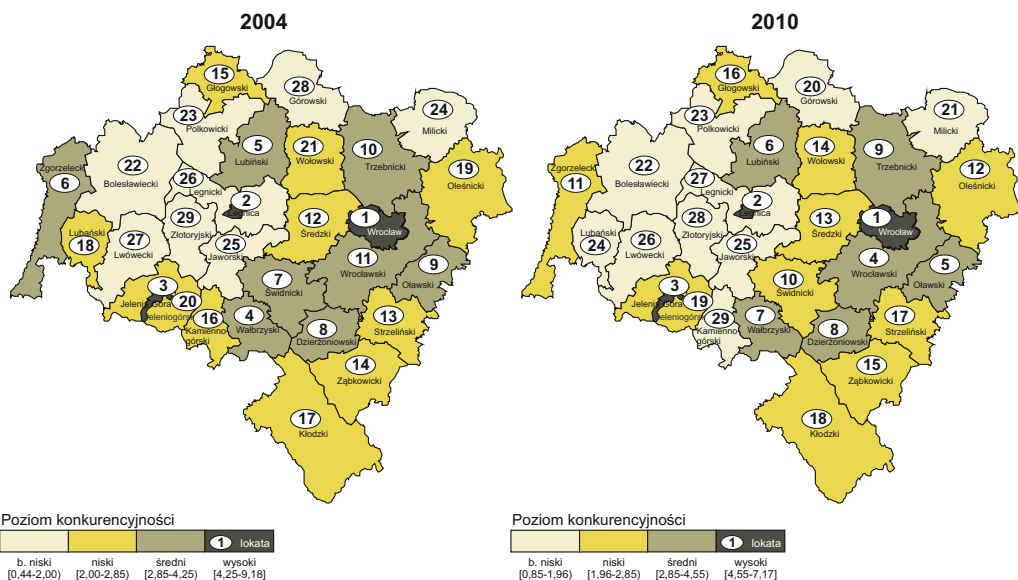 2004
15
Głogowski
28
Górowski
24
Milicki
23
Polkowicki
5
Lubiński
21
Wołowski
10
Trzebnicki
19
Oleśnicki
Zgorzelecki
6
22
Bolesławiecki
26
Legnicki
2
Legnica
29
Złotoryjski
12
Średzki
1
Wrocław
Lubański
18
27
Lwówecki
25
Jaworski
11
Wrocławski
9
Oławski
3
Jelenia Góra
20
Jeleniogórski
16
Kamienno-
górski
7
Świdnicki
4
Wałbrzyski
8
Dzierżoniowski
13
Strzeliński
14
Ząbkowicki
17
Kłodzki
Poziom konkurencyjności
1 lokata
b. niski niski średni wysoki
[0,44-2,00) [2,00-2,85) [2,85-4,25) [4,25-9,18]
2010
16
Głogowski
20
Górowski
21
Milicki
23
Polkowicki
6
Lubiński
14
Wołowski
9
Trzebnicki
12
Oleśnicki
Zgorzelecki
11
22
Bolesławiecki
27
Legnicki
2
Legnica
28
Złotoryjski
13
Średzki
1
Wrocław
Lubański
24
26
Lwówecki
25
Jaworski
4
Wrocławski
5
Oławski
3
Jelenia Góra
19
Jeleniogórski
29
Kamienno-
górski
10
Świdnicki
7
Wałbrzyski
8
Dzierżoniowski
17
Strzeliński
15
Ząbkowicki
18
Kłodzki
Poziom konkurencyjności
1 lokata
b. niski niski średni wysoki
[0,85-1,96) [1,96-2,85) [2,85-4,55) [4,55-7,17]